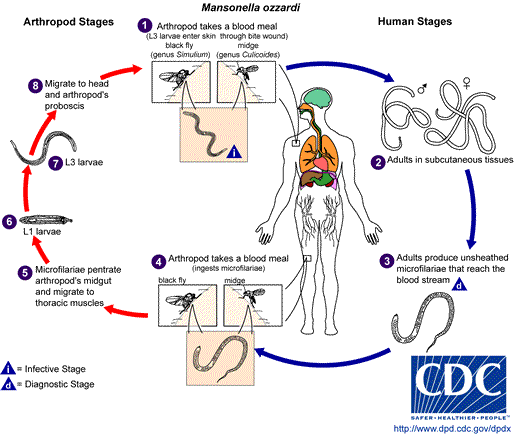 Mansonella ozzardi
Arthropod Stages
Human Stages
1 Arthropod takes a blood meal
(L3 larvae enter skin through bite wound)
black fly
(genus Simulium)
midge
(genus Culicoides)
i
♂
♀
2 Adults in subcutaneous tissues
3 Adults produce unsheathed
microfilariae that reach the
blood stream
d
4 Arthropod takes a blood meal
(ingests microfilariae)
black fly
midge
5 Microfilariae pentrate
arthropod's midgut
and migrate to
thoracic muscles
6
L1 larvae
7 L3 larvae
8 Migrate to head
and arthropod's
proboscis
i = Infective Stage
d = Diagnostic Stage
CDC
SAFER • HEALTHIER • PEOPLE™
http://www.dpd.cdc.gov/dpdx